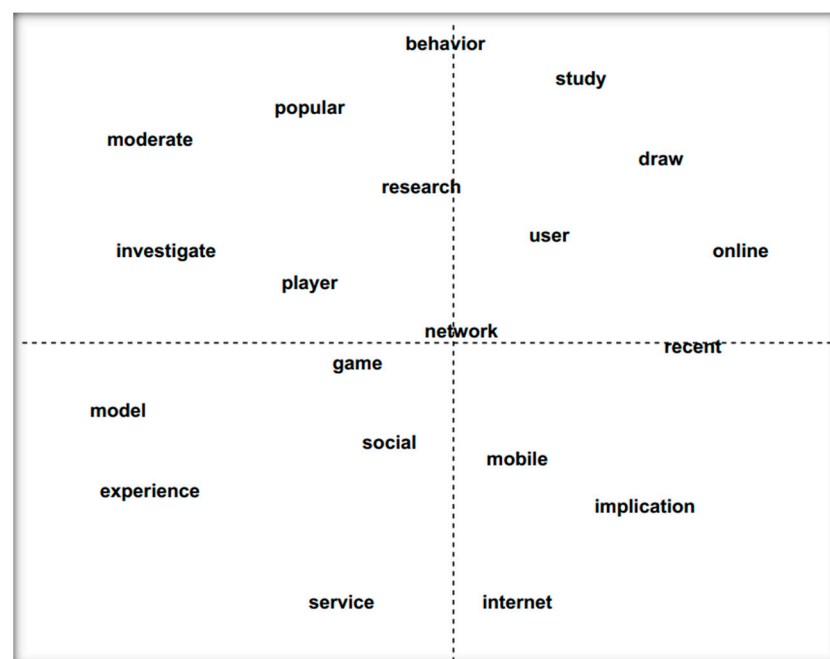 behavior
study
popular
moderate
draw
research
user
investigate
online
player
network
recent
game
model
social
mobile
experience
implication
service
internet